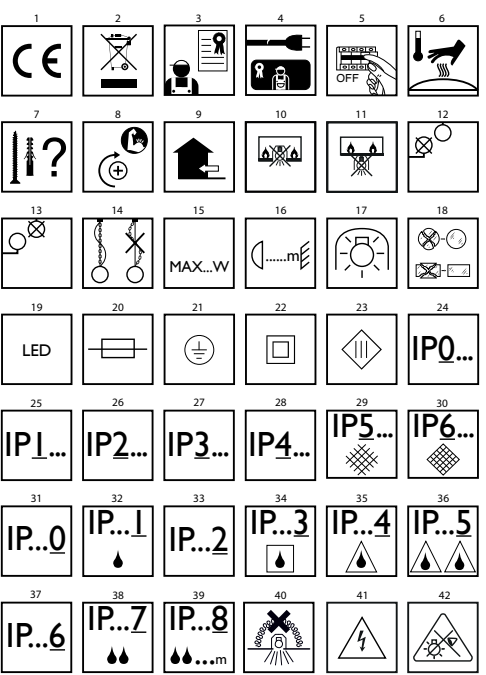 1 2 3 4 5 6
CE
OFF
7 8 9 10 11 12
?
13 14 15 16 17 18
MAX...W
......m
19 20 21 22 23 24
LED
IP0...
25 26 27 28 29 30
IP1... IP2... IP3... IP4... IP5... IP6...
31 32 33 34 35 36
IP...0 IP...1 IP...2 IP...3 IP...4 IP...5
37 38 39 40 41 42
IP...6 IP...7 IP...8
...m